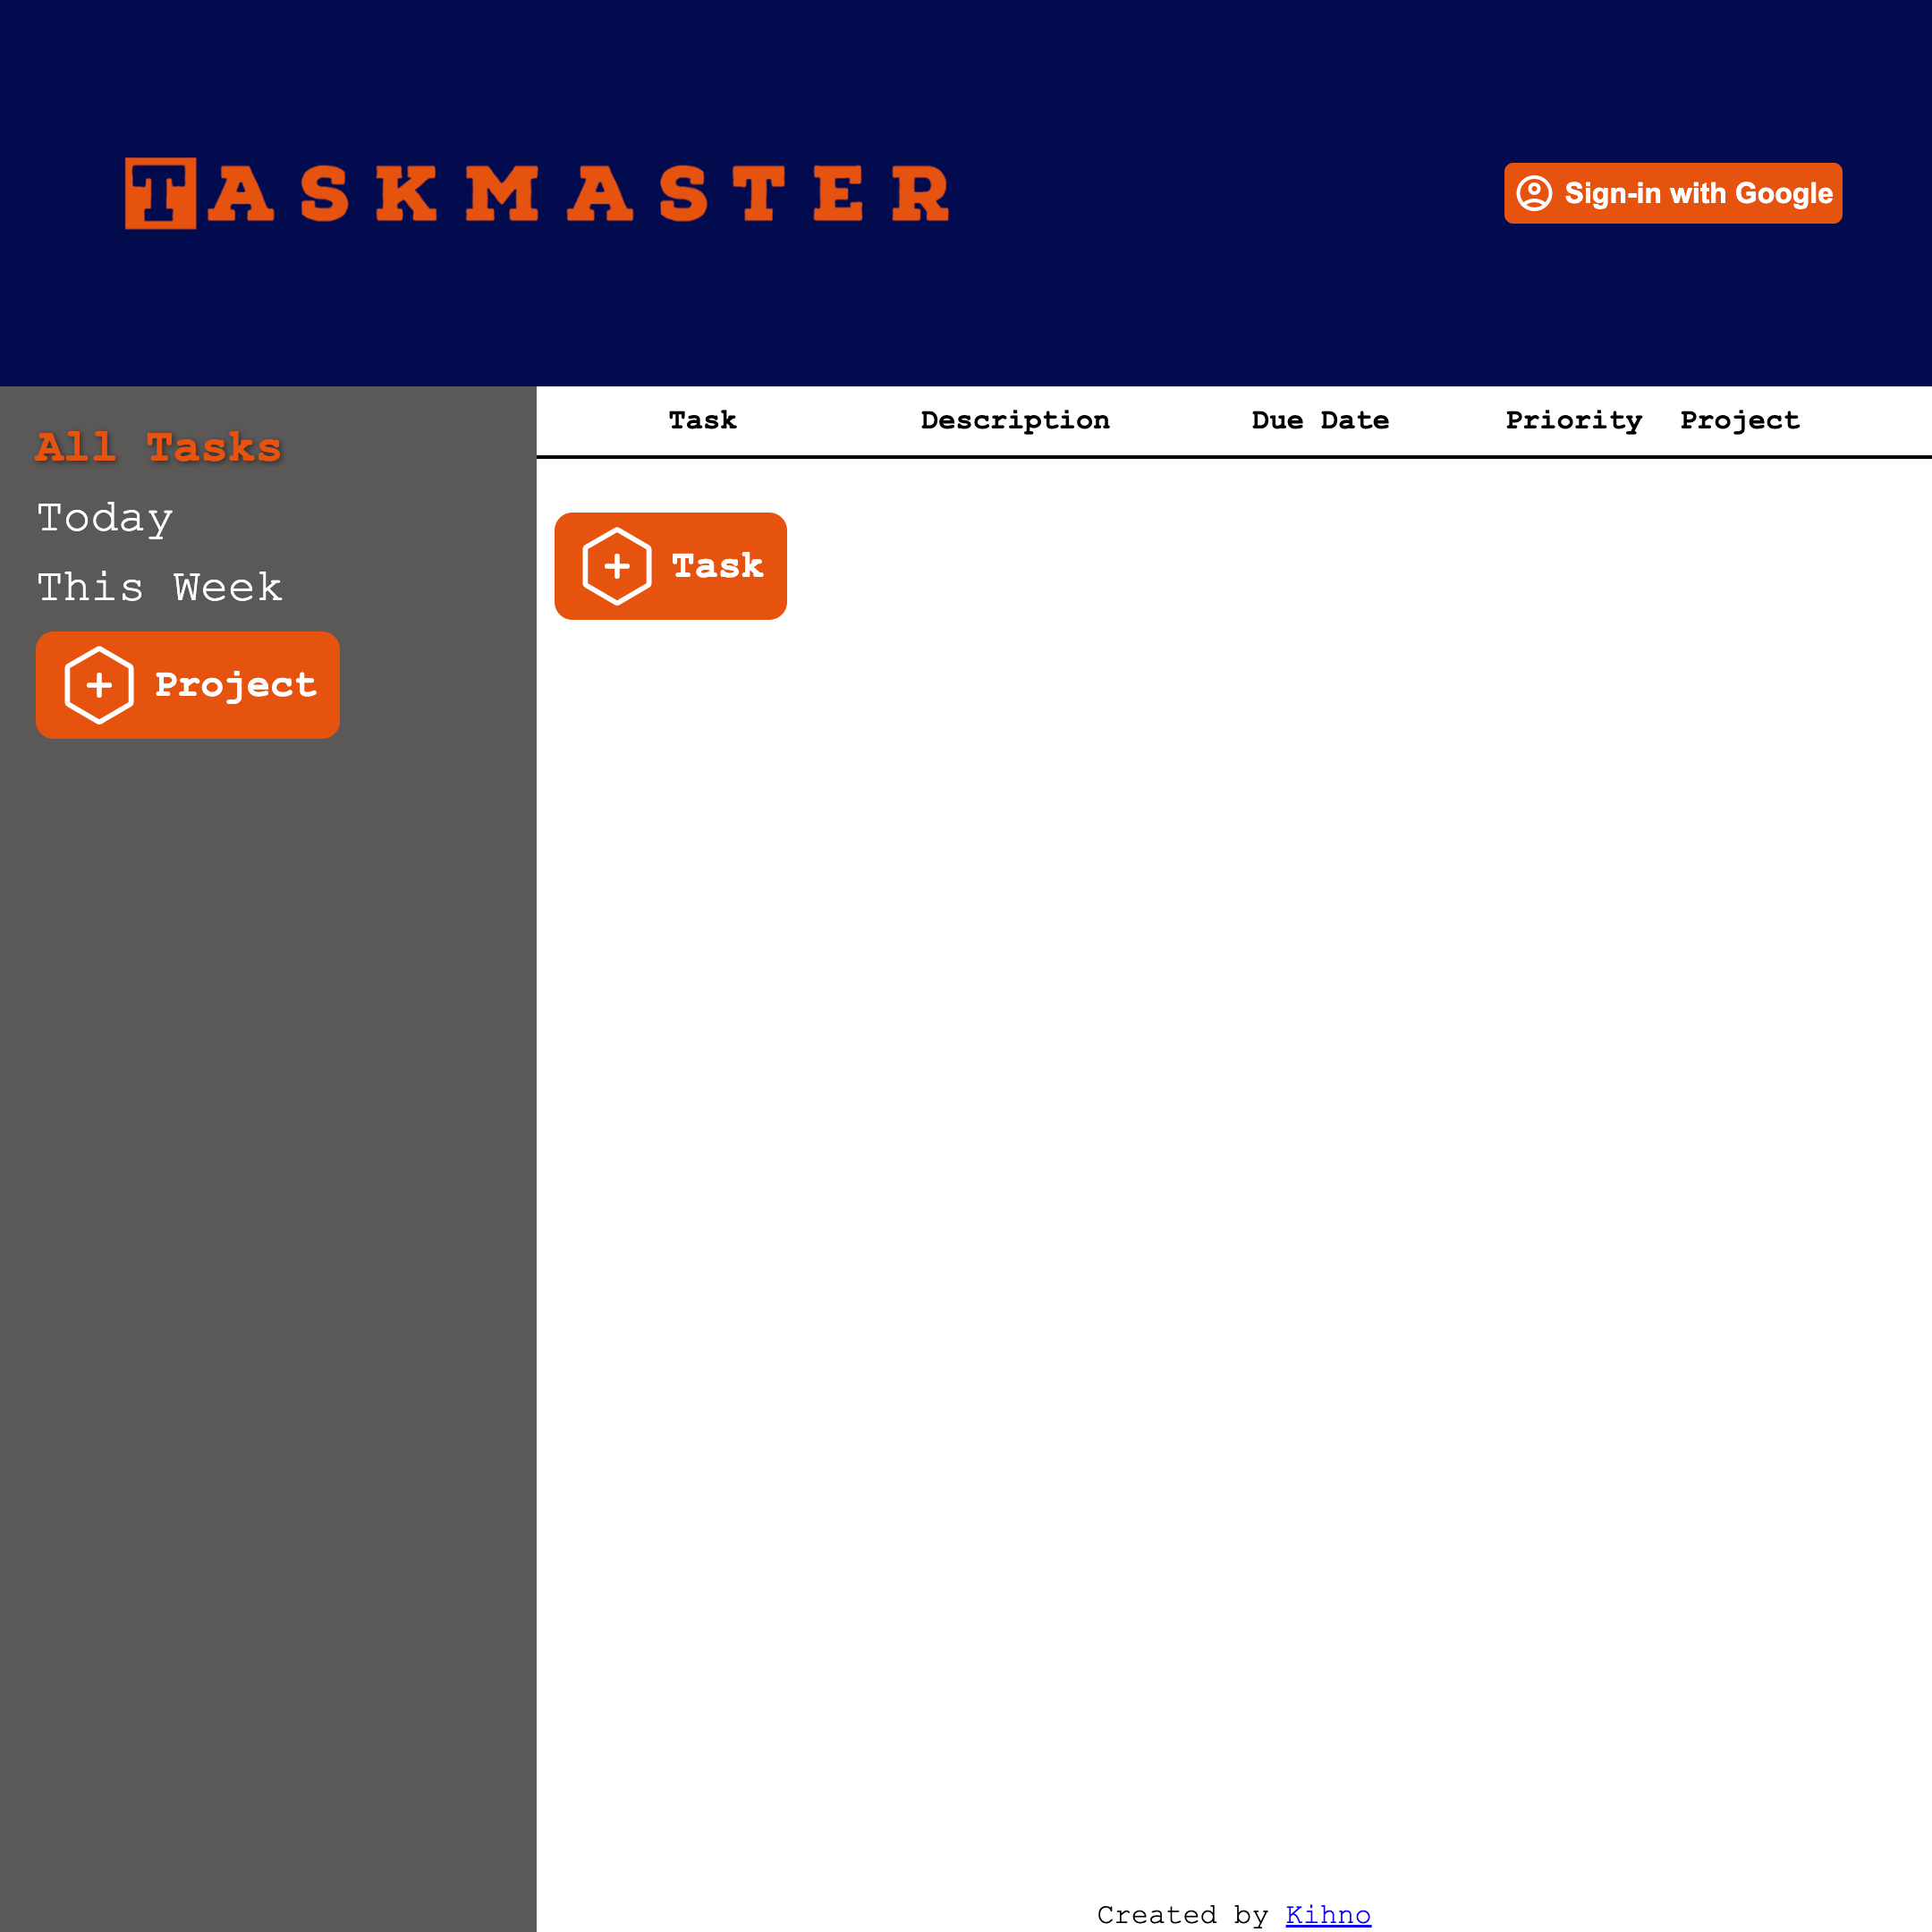 TASKMASTER
Sign-in with Google
All Tasks
Today
This Week
Project
Task Description Due Date Priority Project
Task
Created by Kihno